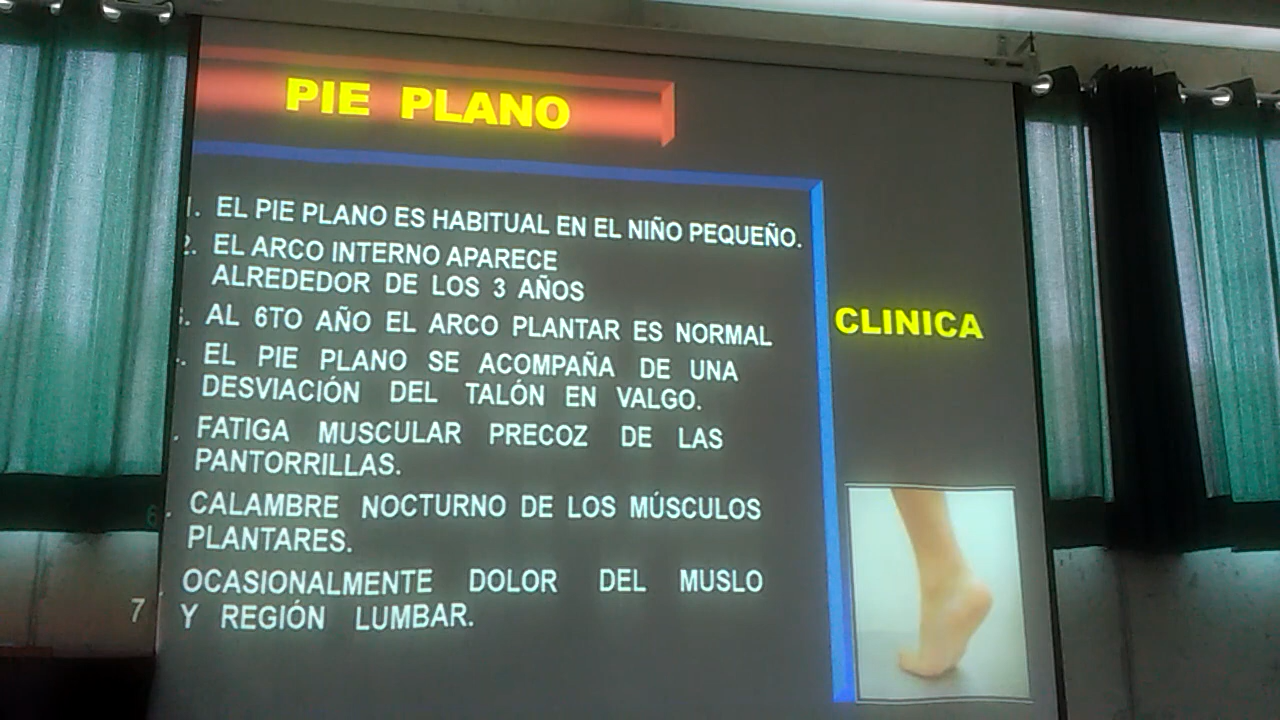 PIE PLANO
1. EL PIE PLANO ES HABITUAL EN EL NIÑO PEQUEÑO.
2. EL ARCO INTERNO APARECE
ALREDEDOR DE LOS 3 AÑOS
. AL 6TO AÑO EL ARCO PLANTAR ES NORMAL
. EL PIE PLANO SE ACOMPAÑA DE UNA
DESVIACIÓN DEL TALÓN EN VALGO.
. FATIGA MUSCULAR PRECOZ DE LAS
PANTORRILLAS.
6. CALAMBRE NOCTURNO DE LOS MÚSCULOS
PLANTARES.
7. OCASIONALMENTE DOLOR DEL MUSLO
Y REGIÓN LUMBAR.
CLINICA